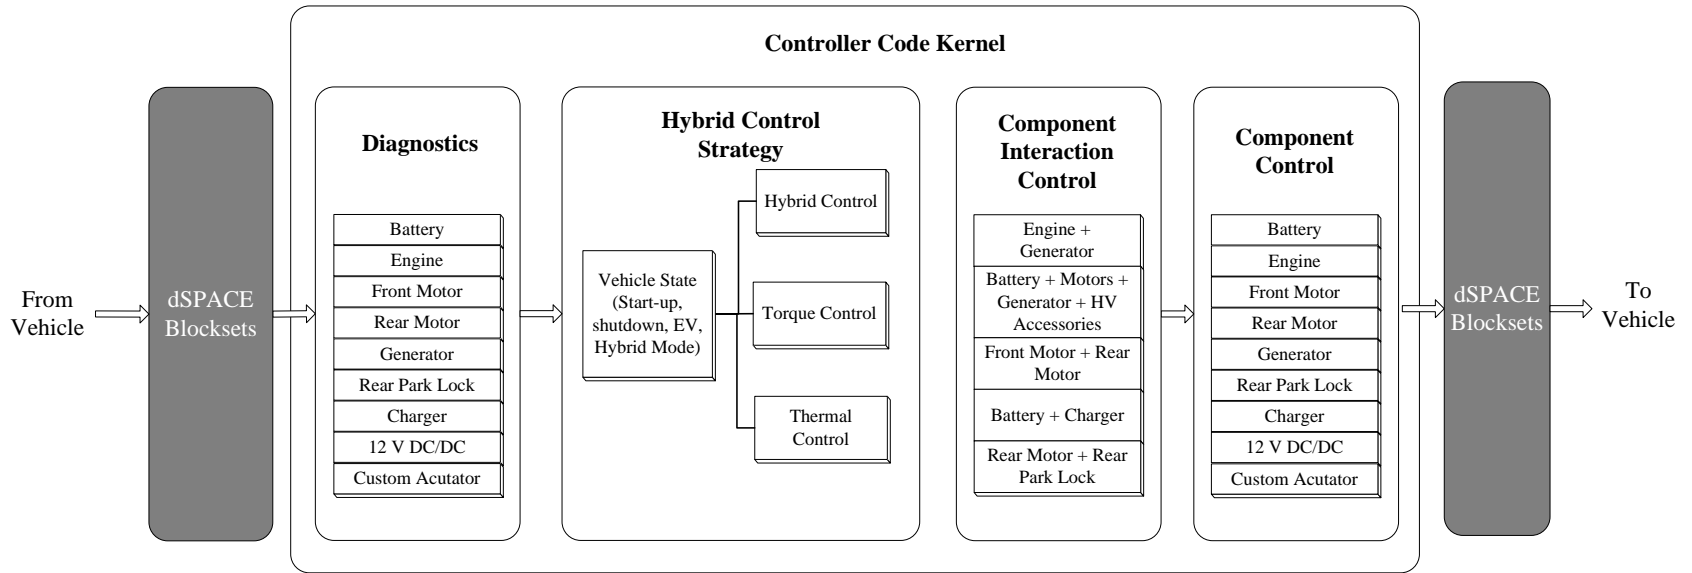 Controller Code Kernel
From
Vehicle
dSPACE
Blocksets
Diagnostics
Battery
Engine
Front Motor
Rear Motor
Generator
Rear Park Lock
Charger
12 V DC/DC
Custom Acutator
Hybrid Control
Strategy
Vehicle State
(Start-up,
shutdown, EV,
Hybrid Mode)
Hybrid Control
Torque Control
Thermal
Control
Component
Interaction
Control
Engine +
Generator
Battery + Motors +
Generator + HV
Accessories
Front Motor + Rear
Motor
Battery + Charger
Rear Motor + Rear
Park Lock
Component
Control
Battery
Engine
Front Motor
Rear Motor
Generator
Rear Park Lock
Charger
12 V DC/DC
Custom Acutator
dSPACE
Blocksets
To
Vehicle